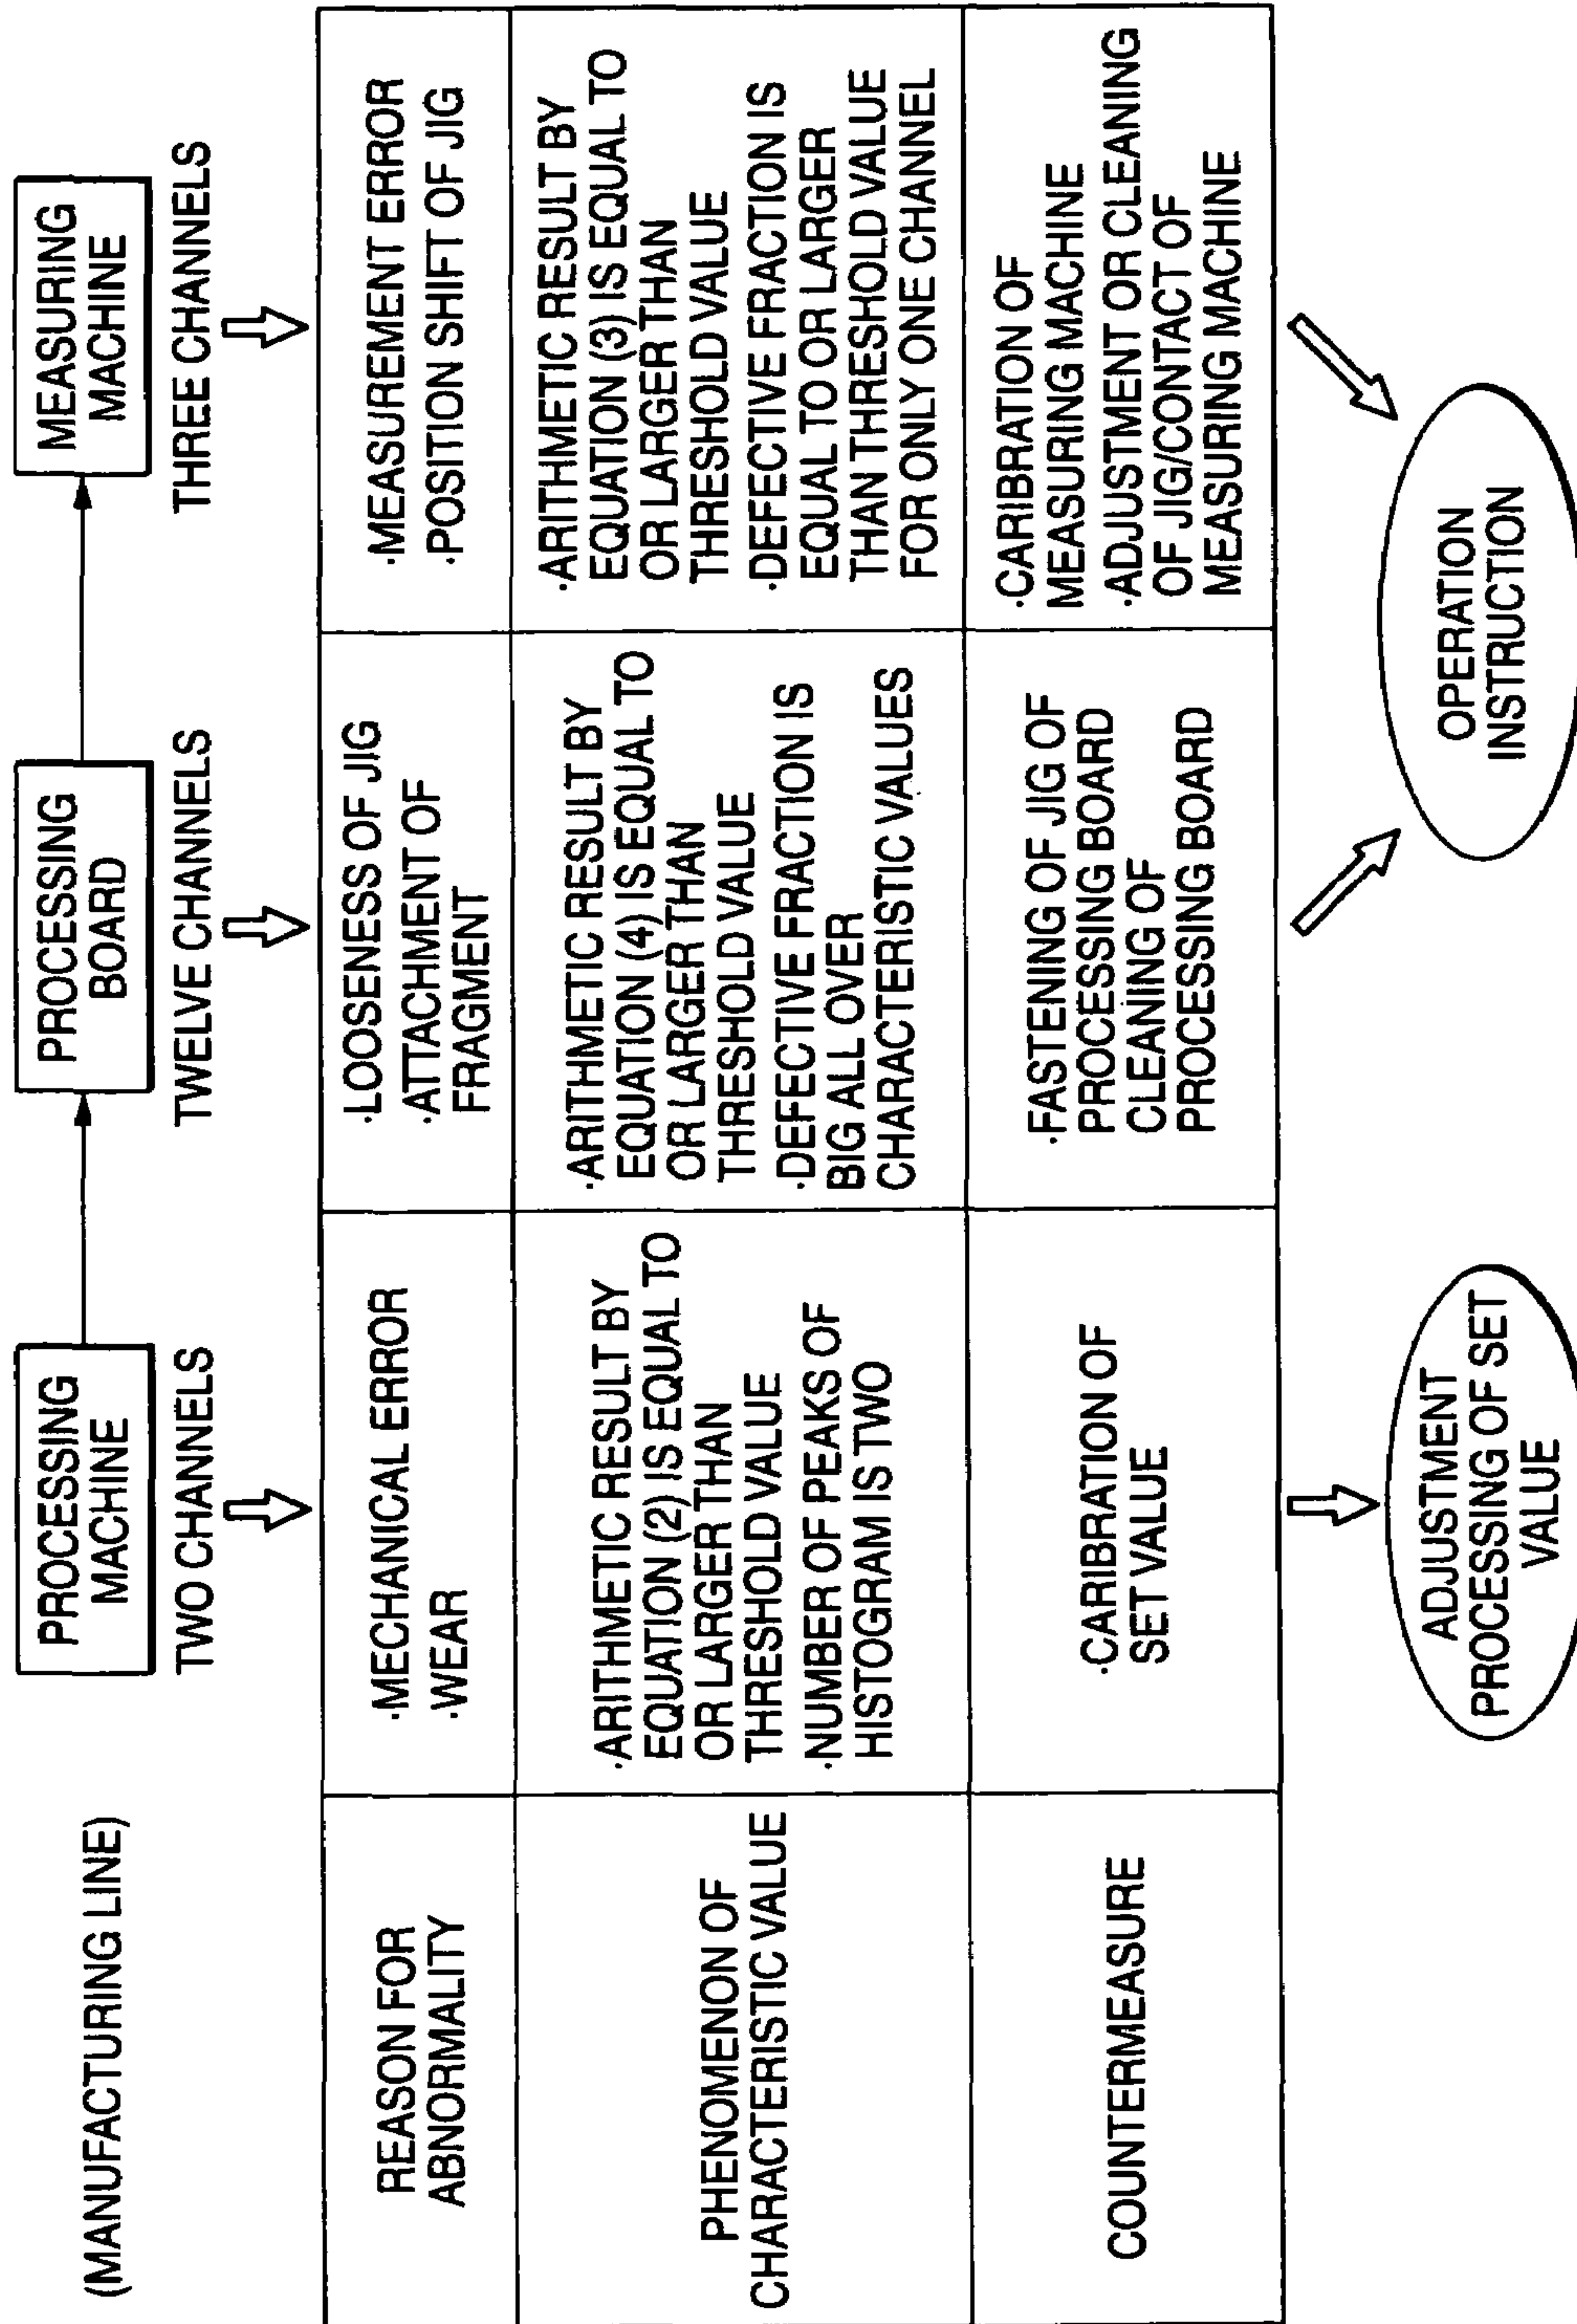 (MANUFACTURING LINE)
PROCESSING
MACHINE
PROCESSING
BOARD
MEASURING
MACHINE
TWO CHANNELS
TWELVE CHANNELS
THREE CHANNELS
REASON FOR
ABNORMALITY
·MECHANICAL ERROR
·WEAR
·LOOSENESS OF JIG
·ATTACHMENT OF
FRAGMENT
·MEASUREMENT ERROR
·POSITION SHIFT OF JIG
PHENOMENON OF
CHARACTERISTIC VALUE
·ARITHMETIC RESULT BY
EQUATION (2) IS EQUAL TO
OR LARGER THAN
THRESHOLD VALUE
·NUMBER OF PEAKS OF
HISTOGRAM IS TWO
·ARITHMETIC RESULT BY
EQUATION (4) IS EQUAL TO
OR LARGER THAN
THRESHOLD VALUE
·DEFECTIVE FRACTION IS
BIG ALL OVER
CHARACTERISTIC VALUES
·ARITHMETIC RESULT BY
EQUATION (3) IS EQUAL TO
OR LARGER THAN
THRESHOLD VALUE
·DEFECTIVE FRACTION IS
EQUAL TO OR LARGER
THAN THRESHOLD VALUE
FOR ONLY ONE CHANNEL
COUNTERMEASURE
·CARIBRATION OF
SET VALUE
·FASTENING OF JIG OF
PROCESSING BOARD
CLEANING OF
PROCESSING BOARD
·CARIBRATION OF
MEASURING MACHINE
·ADJUSTMENT OR CLEANING
OF JIG/CONTACT OF
MEASURING MACHINE
ADJUSTMENT
PROCESSING OF SET
VALUE
OPERATION
INSTRUCTION